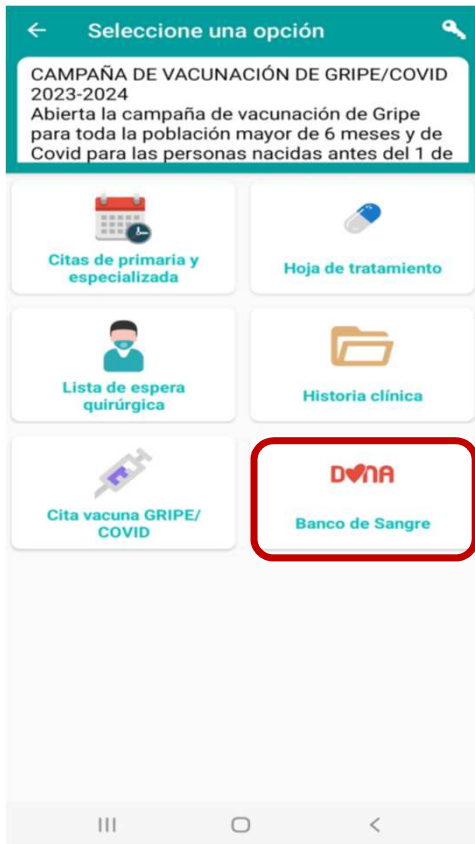 Seleccione una opción
CAMPAÑA DE VACUNACIÓN DE GRIPE/COVID
2023-2024
Abierta la campaña de vacunación de Gripe
para toda la población mayor de 6 meses y de
Covid para las personas nacidas antes del 1 de
Citas de primaria y
especializada
Hoja de tratamiento
Lista de espera
quirúrgica
Historia clínica
Cita vacuna GRIPE/
COVID
DONA
Banco de Sangre